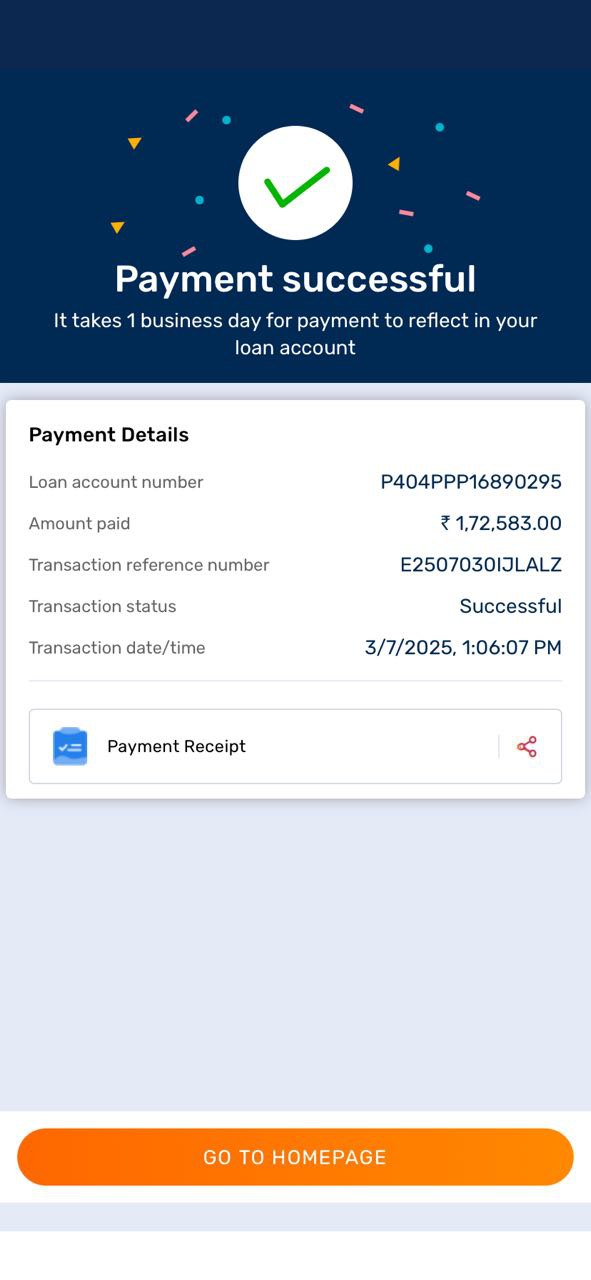 Payment successful
It takes 1 business day for payment to reflect in your
loan account
Payment Details
Loan account number P404PPP16890295
Amount paid ₹ 1,72,583.00
Transaction reference number E2507030IJLALZ
Transaction status Successful
Transaction date/time 3/7/2025, 1:06:07 PM
Payment Receipt
GO TO HOMEPAGE